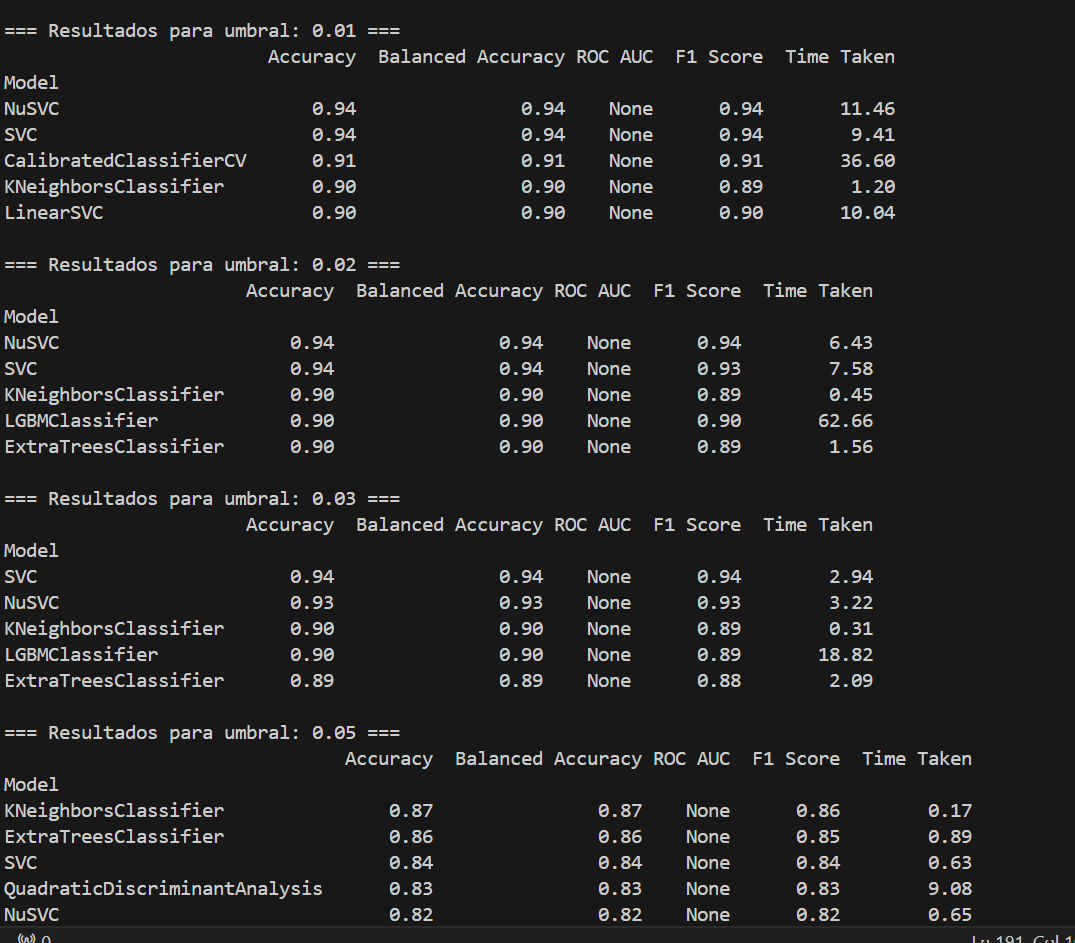 === Resultados para umbral: 0.01 ===
Accuracy Balanced Accuracy ROC AUC F1 Score Time Taken
Model
NuSVC 0.94 0.94 None 0.94 11.46
SVC 0.94 0.94 None 0.94 9.41
CalibratedClassifierCV 0.91 0.91 None 0.91 36.60
KNeighborsClassifier 0.90 0.90 None 0.89 1.20
LinearSVC 0.90 0.90 None 0.90 10.04
=== Resultados para umbral: 0.02 ===
Accuracy Balanced Accuracy ROC AUC F1 Score Time Taken
Model
NuSVC 0.94 0.94 None 0.94 6.43
SVC 0.94 0.94 None 0.93 7.58
KNeighborsClassifier 0.90 0.90 None 0.89 0.45
LGBMClassifier 0.90 0.90 None 0.90 62.66
ExtraTreesClassifier 0.90 0.90 None 0.89 1.56
=== Resultados para umbral: 0.03 ===
Accuracy Balanced Accuracy ROC AUC F1 Score Time Taken
Model
SVC 0.94 0.94 None 0.94 2.94
NuSVC 0.93 0.93 None 0.93 3.22
KNeighborsClassifier 0.90 0.90 None 0.89 0.31
LGBMClassifier 0.90 0.90 None 0.89 18.82
ExtraTreesClassifier 0.89 0.89 None 0.88 2.09
=== Resultados para umbral: 0.05 ===
Accuracy Balanced Accuracy ROC AUC F1 Score Time Taken
Model
KNeighborsClassifier 0.87 0.87 None 0.86 0.17
ExtraTreesClassifier 0.86 0.86 None 0.85 0.89
SVC 0.84 0.84 None 0.84 0.63
QuadraticDiscriminantAnalysis 0.83 0.83 None 0.83 9.08
NuSVC 0.82 0.82 None 0.82 0.65
0 Ln 191, Col 1